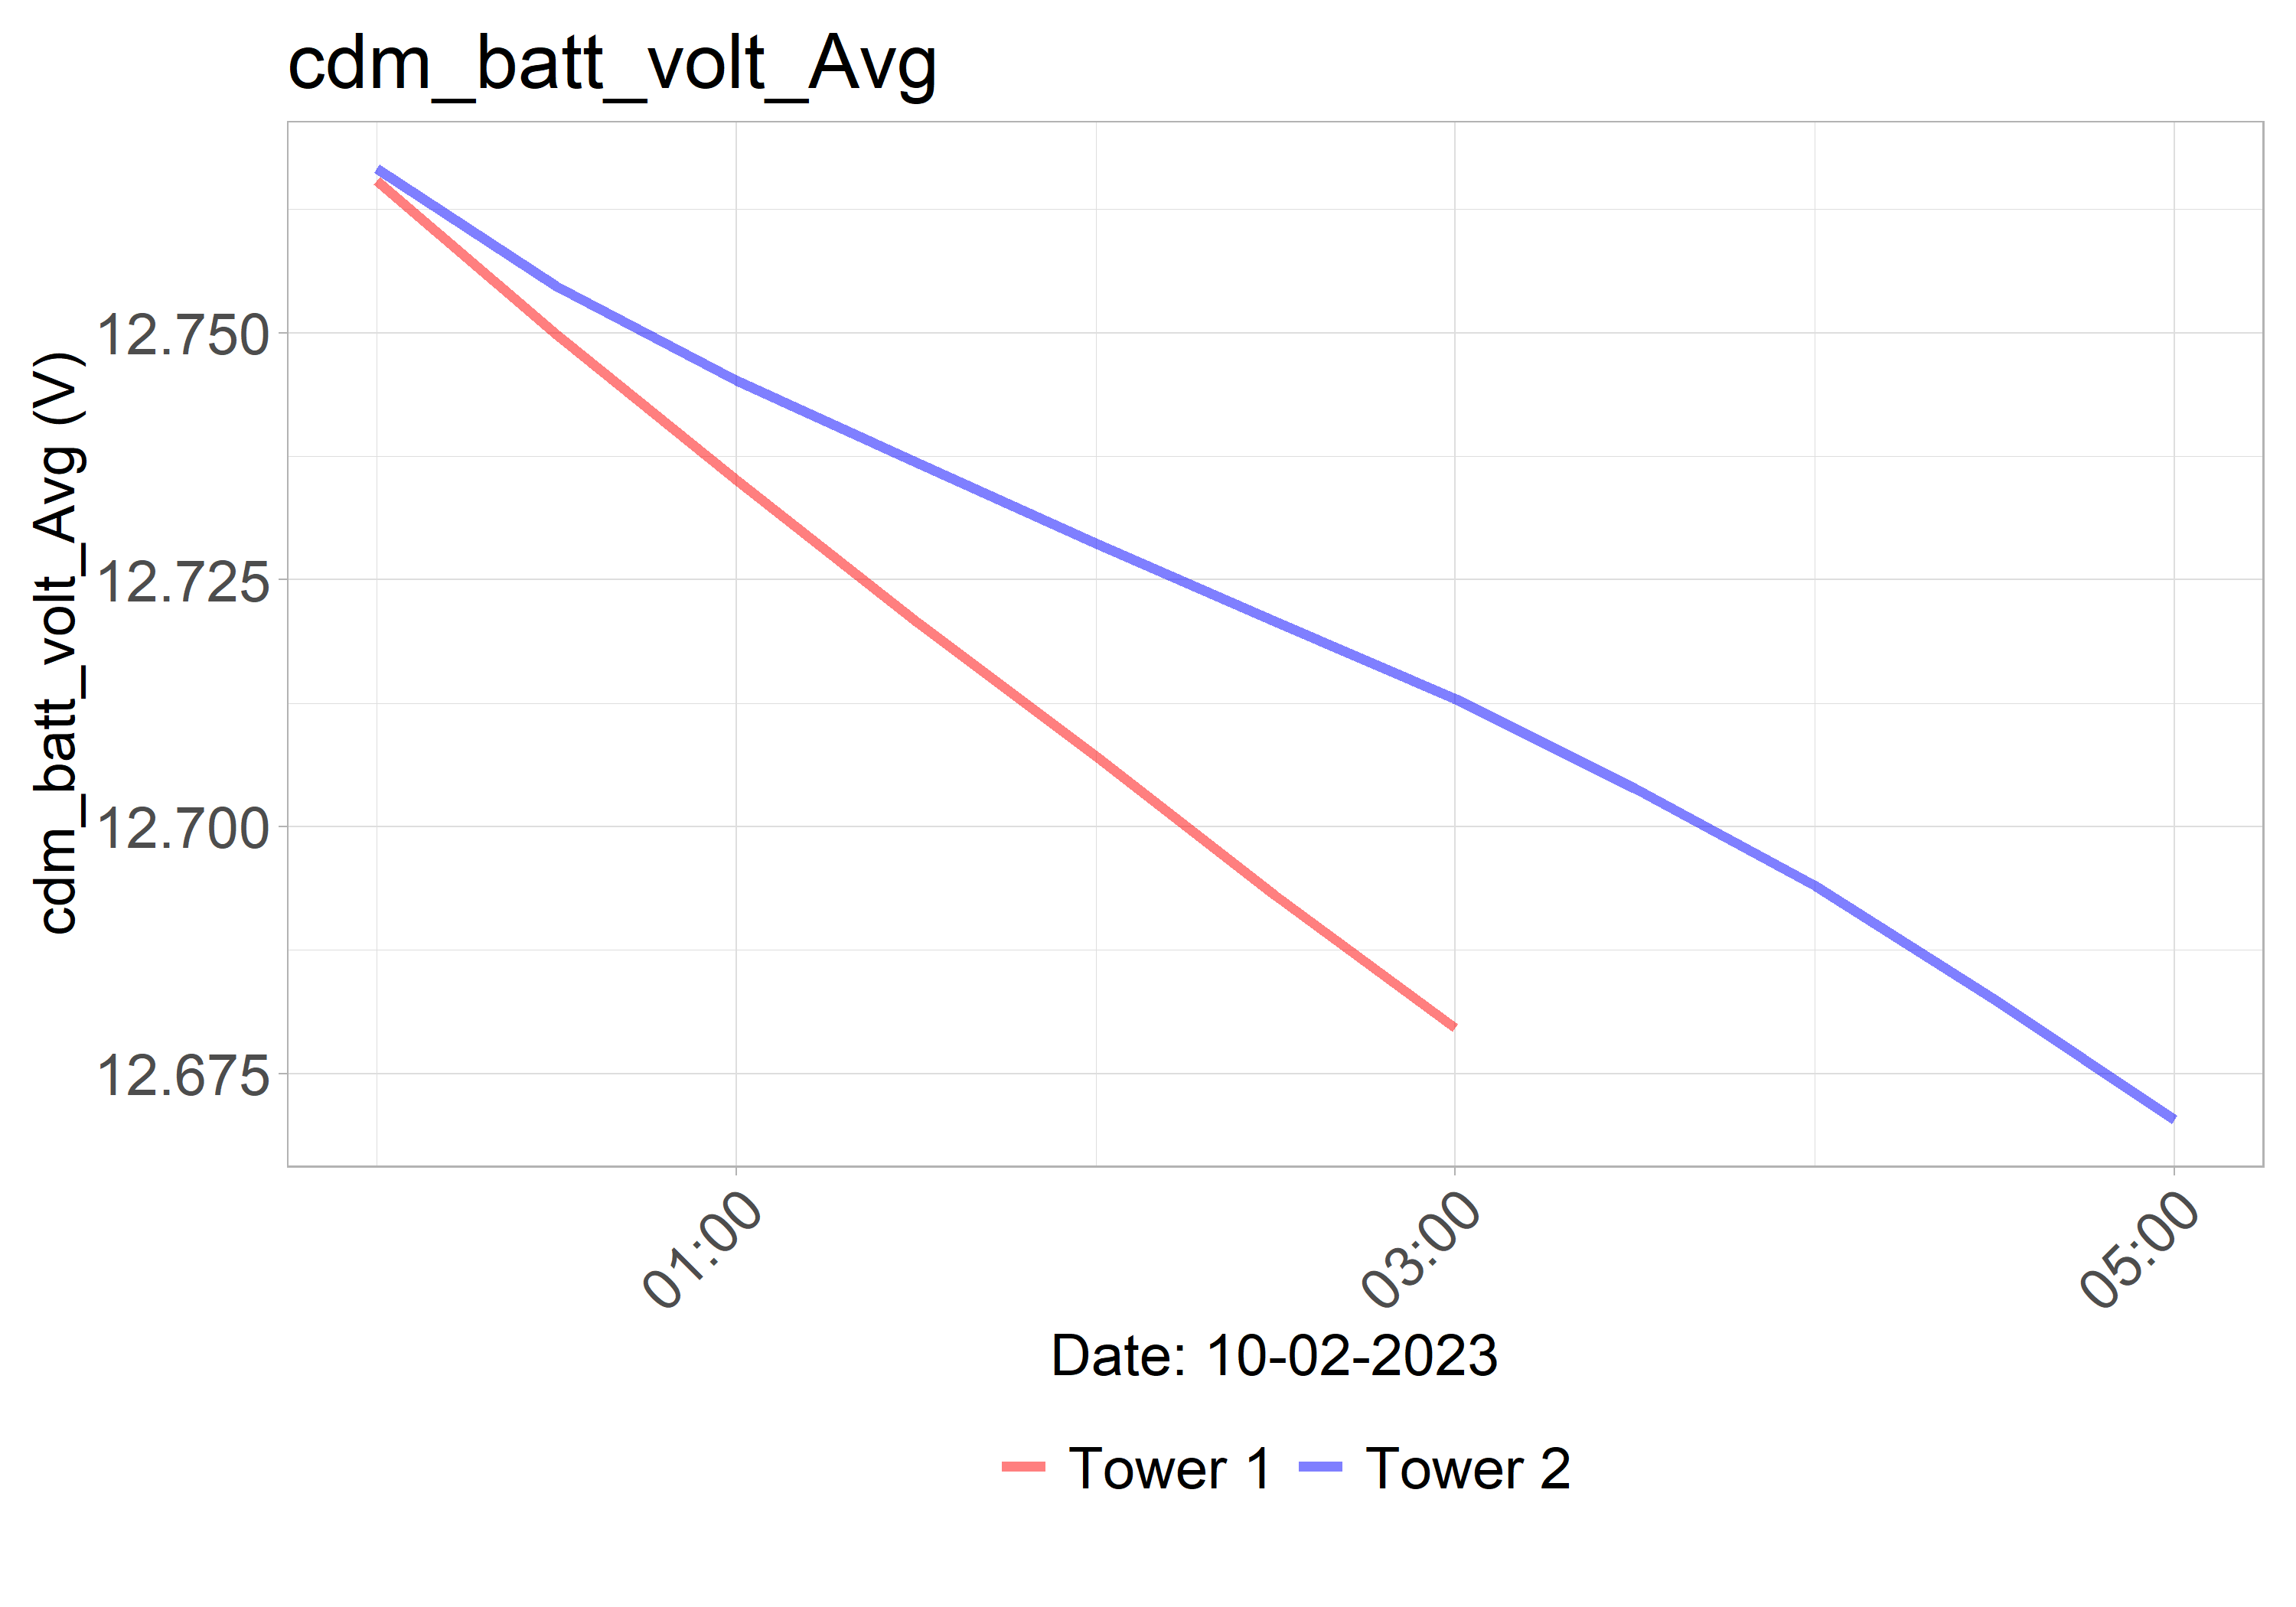 cdm_batt_volt_Avg
cdm_batt_volt_Avg (V)
12.750
12.725
12.700
12.675
01:00
03:00
05:00
Date: 10-02-2023
Tower 1
Tower 2